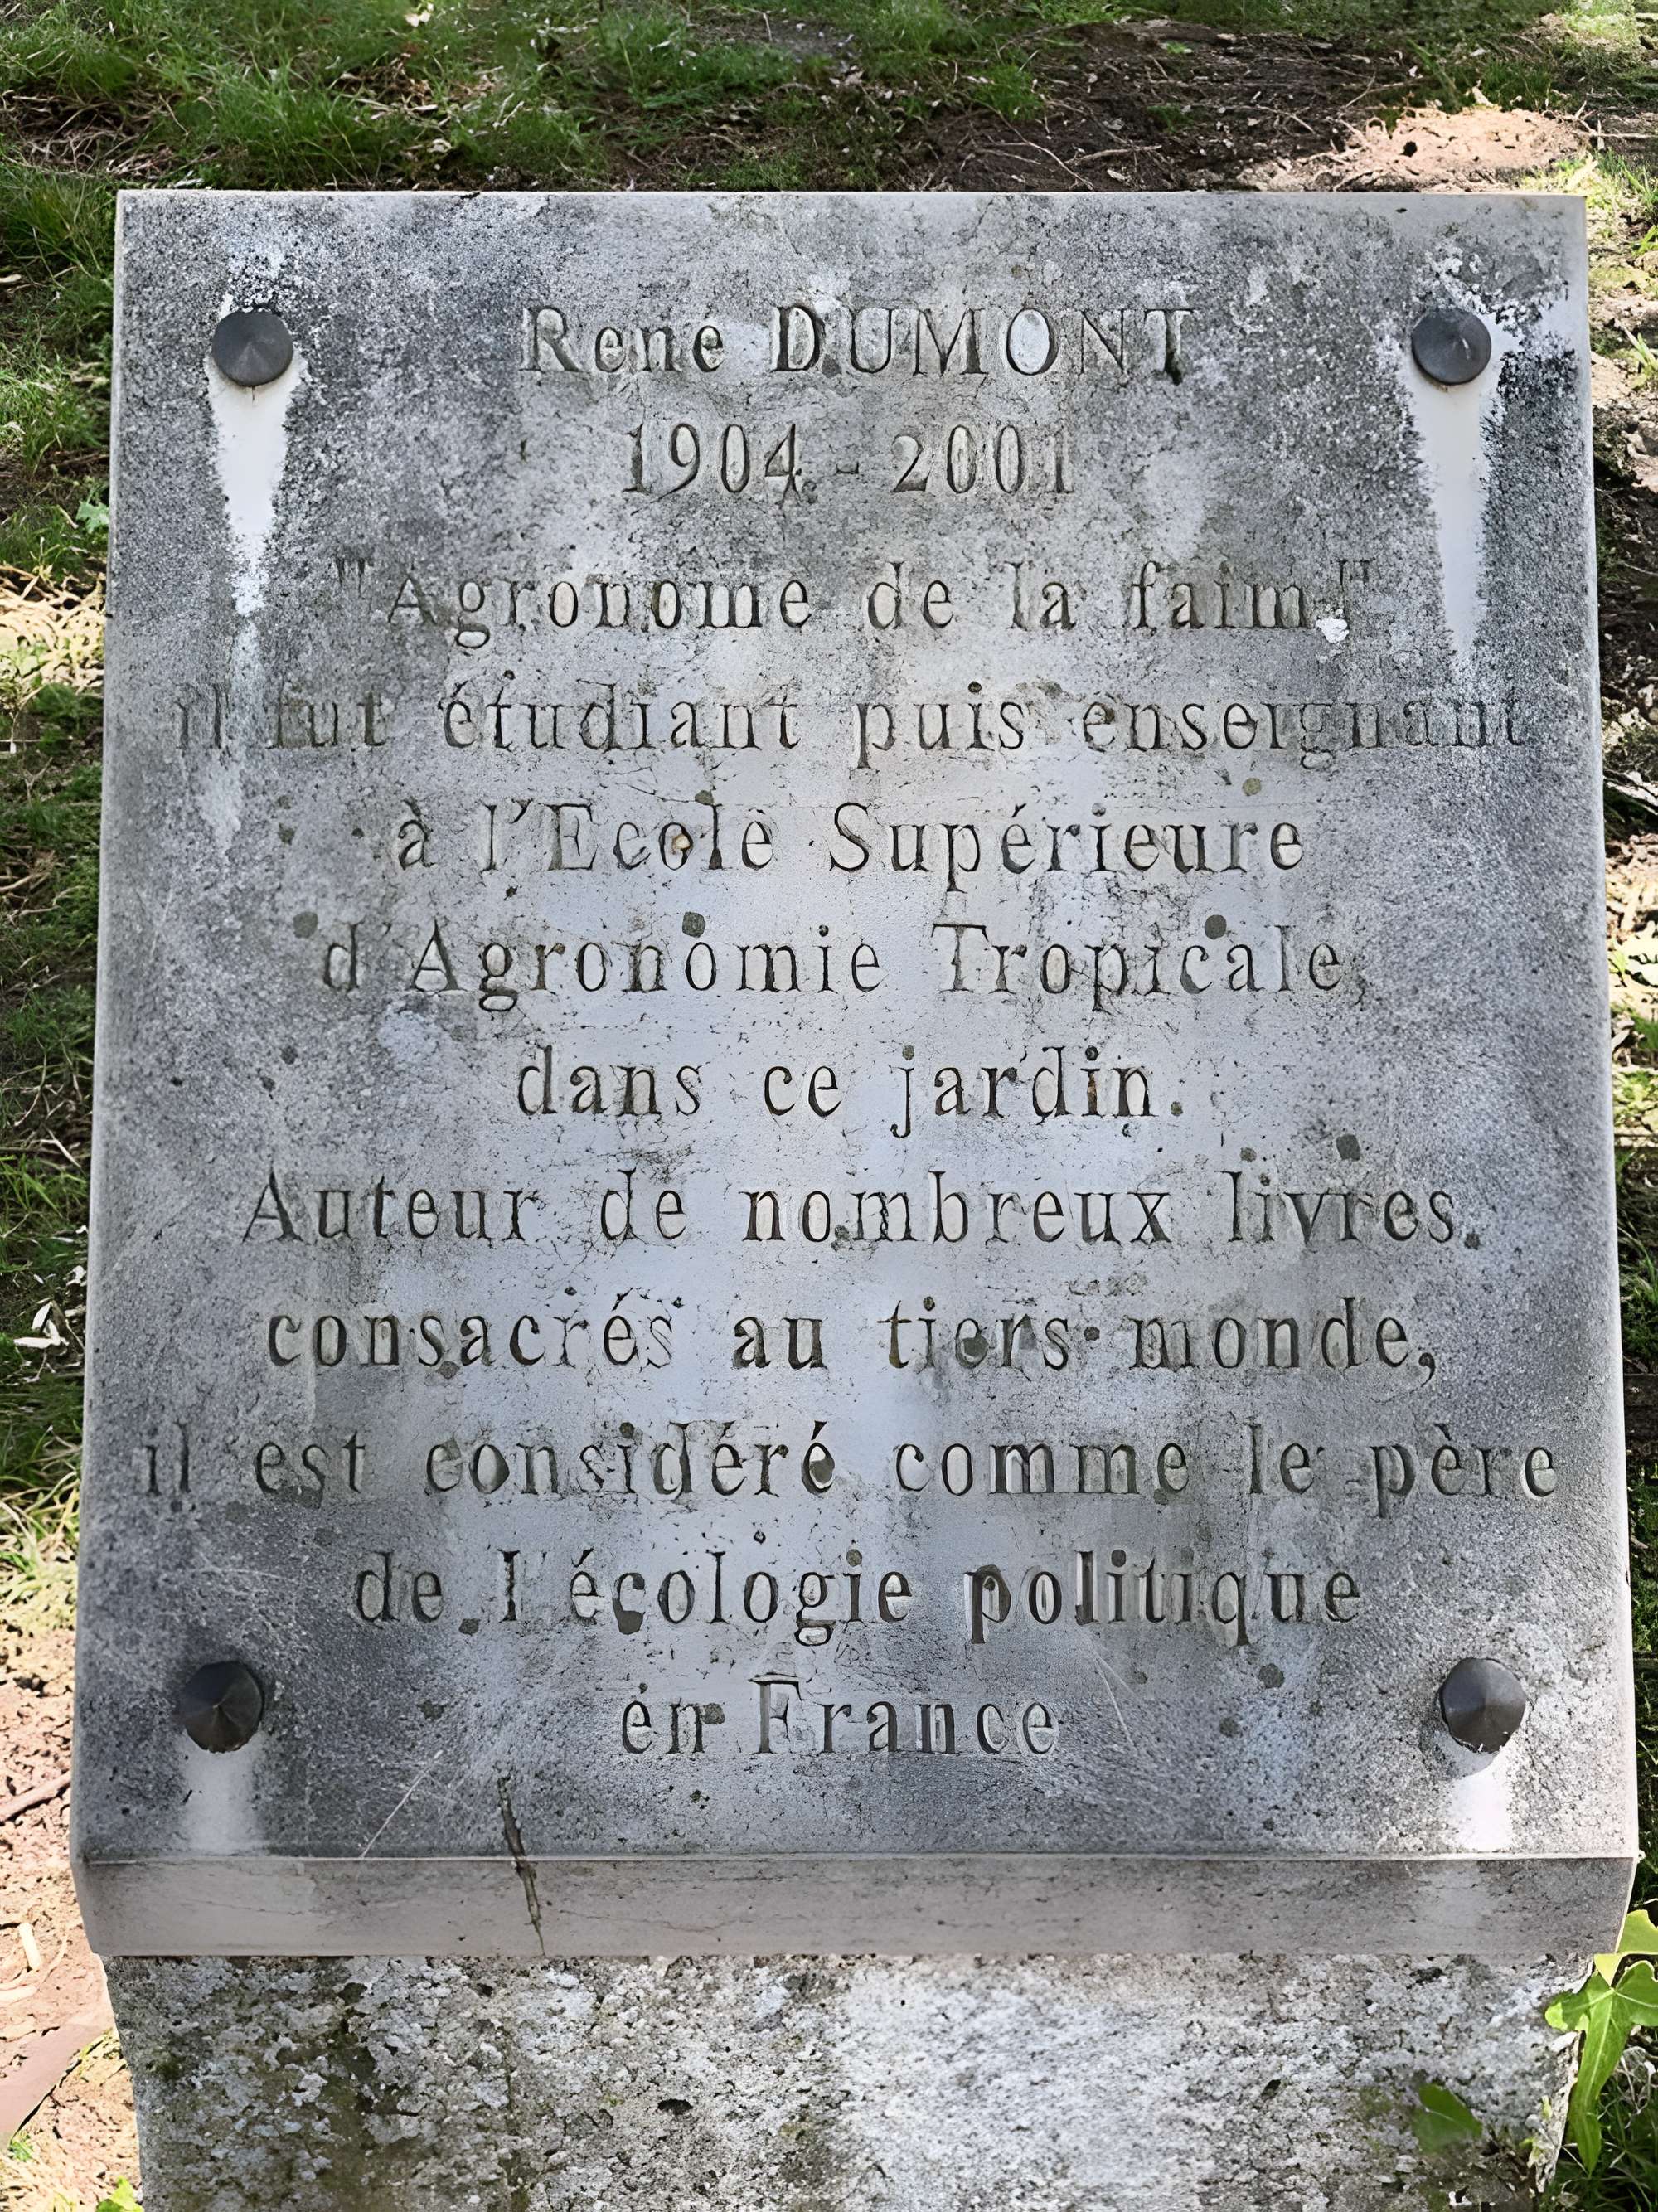 René DUMONT
1904 - 2001
"Agronome de la faim"
il fut étudiant puis enseignant
à l'Ecole Supérieure
d'Agronomie Tropicale,
dans ce jardin.
Auteur de nombreux livres
consacrés au tiers monde,
il est considéré comme le père
de l'écologie politique
en France